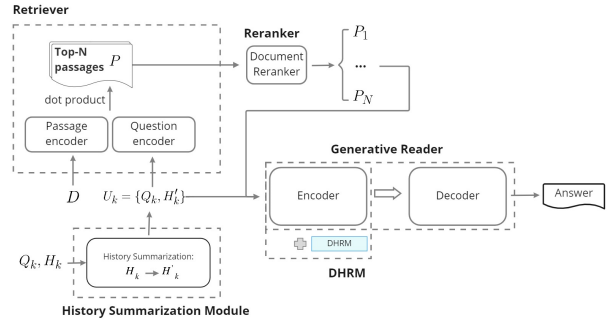 Retriever
Top-N
passages P
dot product
Passage
encoder
Question
encoder
Reranker
Document
Reranker
P_1
...
P_N
D
U_k = {Q_k, H'_k}
Generative Reader
Encoder
Decoder
Answer
DHRM
DHRM
Q_k, H_k
History Summarization:
H_k → H'_k
History Summarization Module